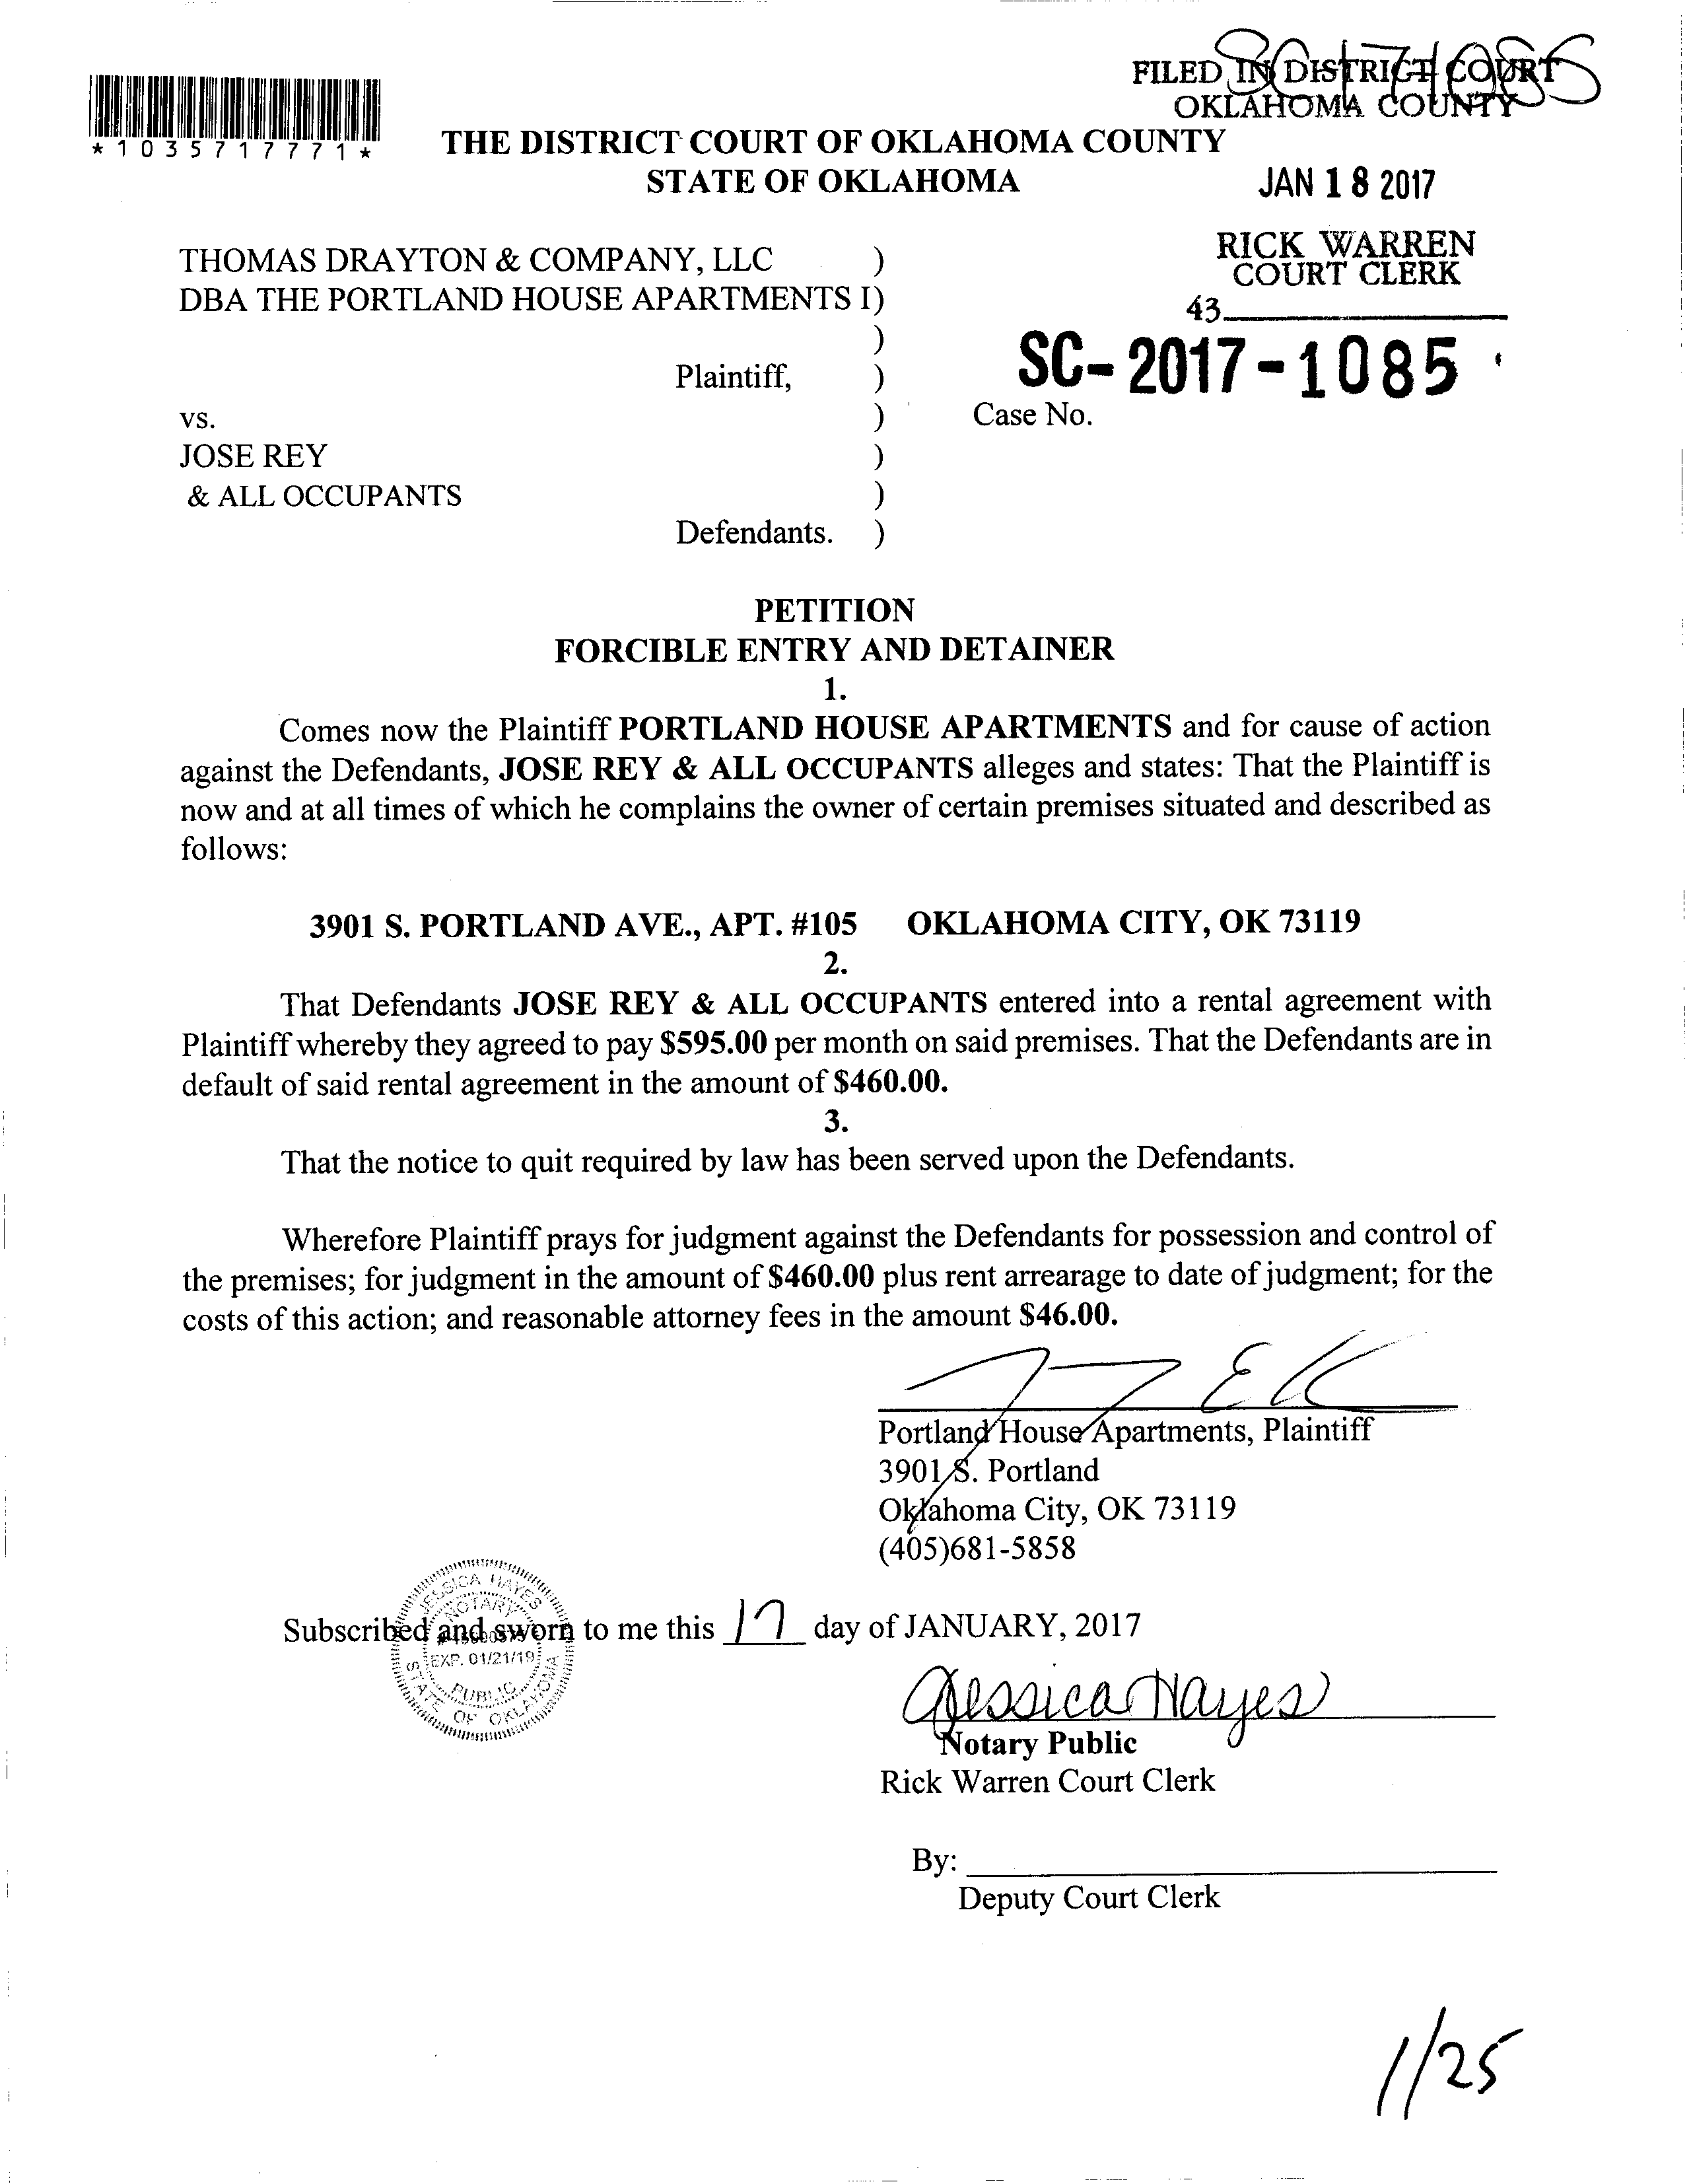 SC171085
FILED IN DISTRICT COURT
OKLAHOMA COUNTY
*1035717771*
THE DISTRICT COURT OF OKLAHOMA COUNTY
STATE OF OKLAHOMA
JAN 18 2017
THOMAS DRAYTON & COMPANY, LLC )
DBA THE PORTLAND HOUSE APARTMENTS I)
RICK WARREN
COURT CLERK
43
)
Plaintiff, )
SC-2017-1085
vs. )
Case No.
JOSE REY )
& ALL OCCUPANTS )
Defendants. )
PETITION
FORCIBLE ENTRY AND DETAINER
1.
Comes now the Plaintiff PORTLAND HOUSE APARTMENTS and for cause of action
against the Defendants, JOSE REY & ALL OCCUPANTS alleges and states: That the Plaintiff is
now and at all times of which he complains the owner of certain premises situated and described as
follows:
3901 S. PORTLAND AVE., APT. #105 OKLAHOMA CITY, OK 73119
2.
That Defendants JOSE REY & ALL OCCUPANTS entered into a rental agreement with
Plaintiff whereby they agreed to pay $595.00 per month on said premises. That the Defendants are in
default of said rental agreement in the amount of $460.00.
3.
That the notice to quit required by law has been served upon the Defendants.
Wherefore Plaintiff prays for judgment against the Defendants for possession and control of
the premises; for judgment in the amount of $460.00 plus rent arrearage to date of judgment; for the
costs of this action; and reasonable attorney fees in the amount $46.00.
Portland House Apartments, Plaintiff
3901 S. Portland
Oklahoma City, OK 73119
(405)681-5858
JESSICA HAYES
NOTARY
EXP. 01/21/19
PUBLIC
STATE OF OKLAHOMA
Subscribed and sworn to me this 17 day of JANUARY, 2017
Jessica Hayes
Notary Public
Rick Warren Court Clerk
By:
Deputy Court Clerk
1/25